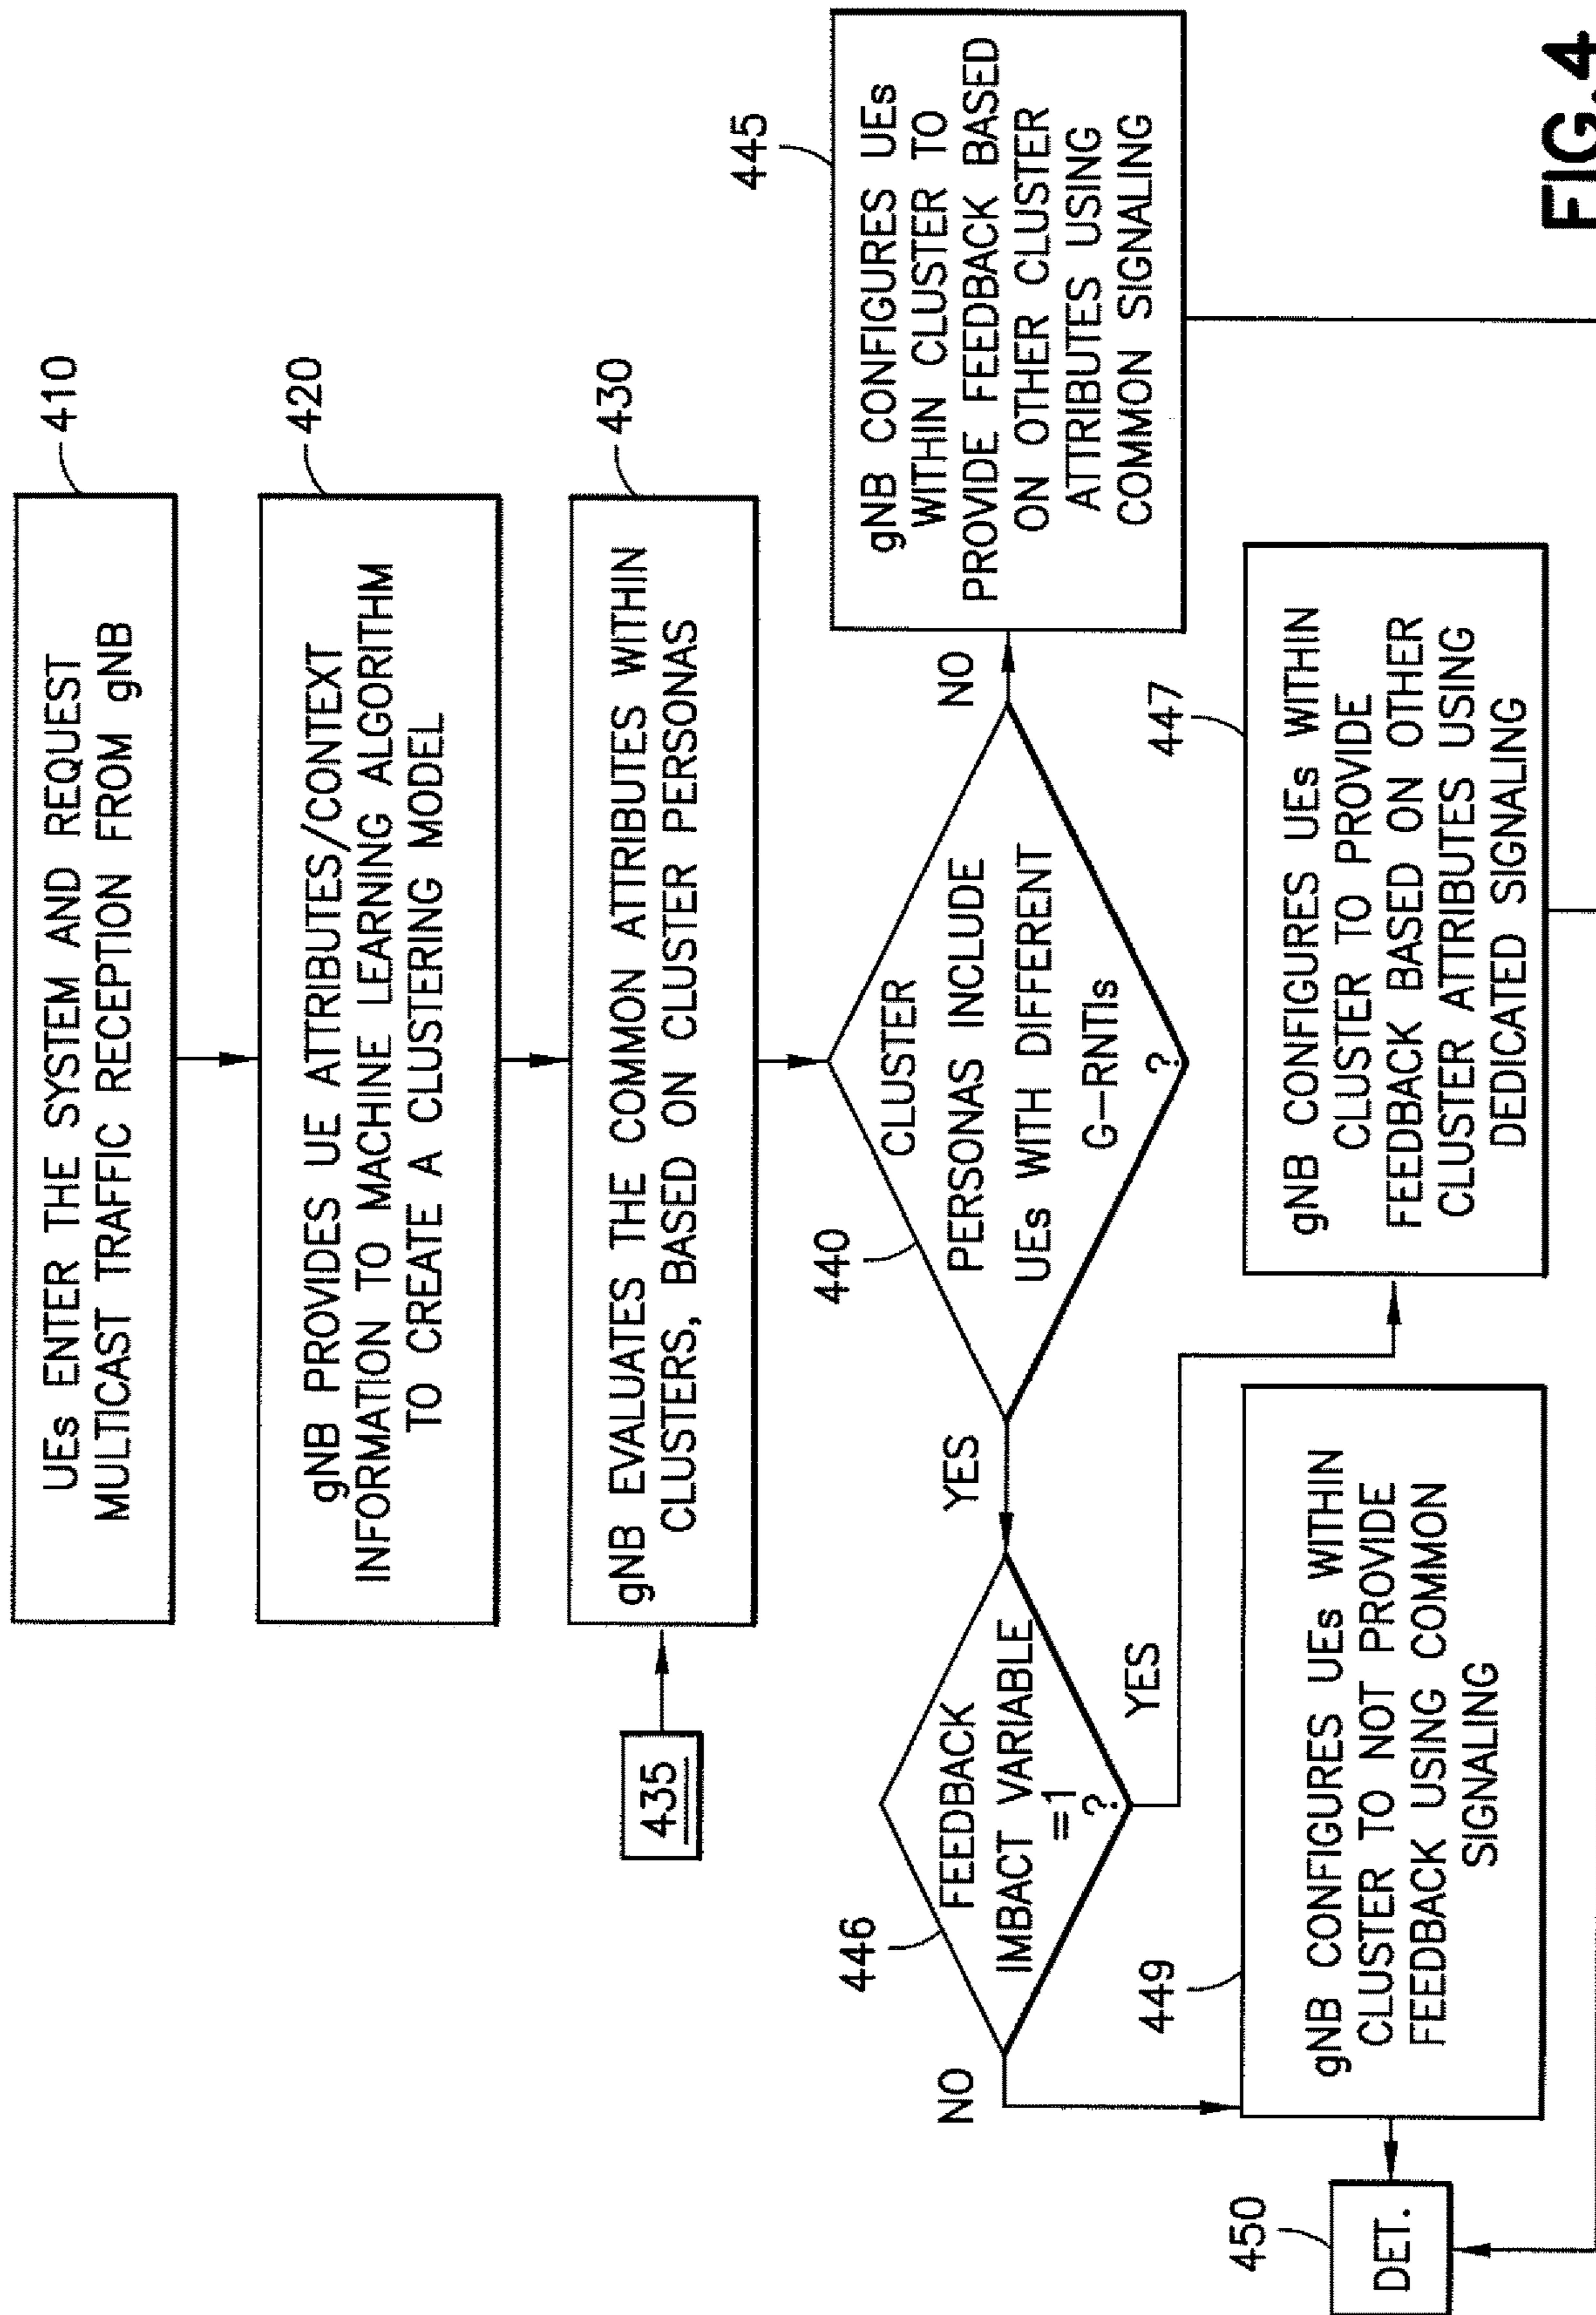 410
UEs ENTER THE SYSTEM AND REQUEST
MULTICAST TRAFFIC RECEPTION FROM gNB
420
gNB PROVIDES UE ATTRIBUTES/CONTEXT
INFORMATION TO MACHINE LEARNING ALGORITHM
TO CREATE A CLUSTERING MODEL
430
435
gNB EVALUATES THE COMMON ATTRIBUTES WITHIN
CLUSTERS, BASED ON CLUSTER PERSONAS
440
CLUSTER
PERSONAS INCLUDE
UEs WITH DIFFERENT
G-RNTIs
?
YES
NO
445
gNB CONFIGURES UEs
WITHIN CLUSTER TO
PROVIDE FEEDBACK BASED
ON OTHER CLUSTER
ATTRIBUTES USING
COMMON SIGNALING
446
FEEDBACK
IMBACT VARIABLE
=1
?
NO
YES
447
gNB CONFIGURES UEs WITHIN
CLUSTER TO PROVIDE
FEEDBACK BASED ON OTHER
CLUSTER ATTRIBUTES USING
DEDICATED SIGNALING
449
gNB CONFIGURES UEs WITHIN
CLUSTER TO NOT PROVIDE
FEEDBACK USING COMMON
SIGNALING
450
DET.
FIG.4